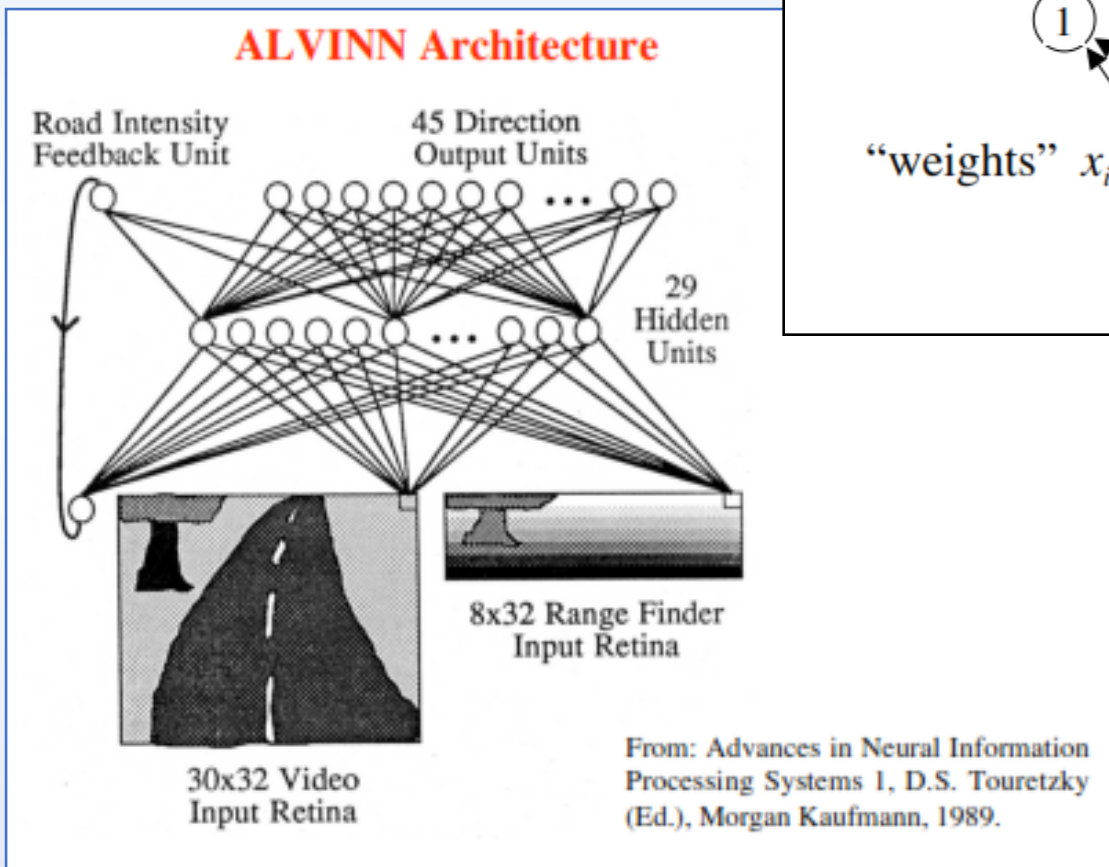 ALVINN Architecture
Road Intensity
Feedback Unit
45 Direction
Output Units
29
Hidden
Units
8x32 Range Finder
Input Retina
30x32 Video
Input Retina
From: Advances in Neural Information
Processing Systems 1, D.S. Touretzky
(Ed.), Morgan Kaufmann, 1989.
1
“weights” x